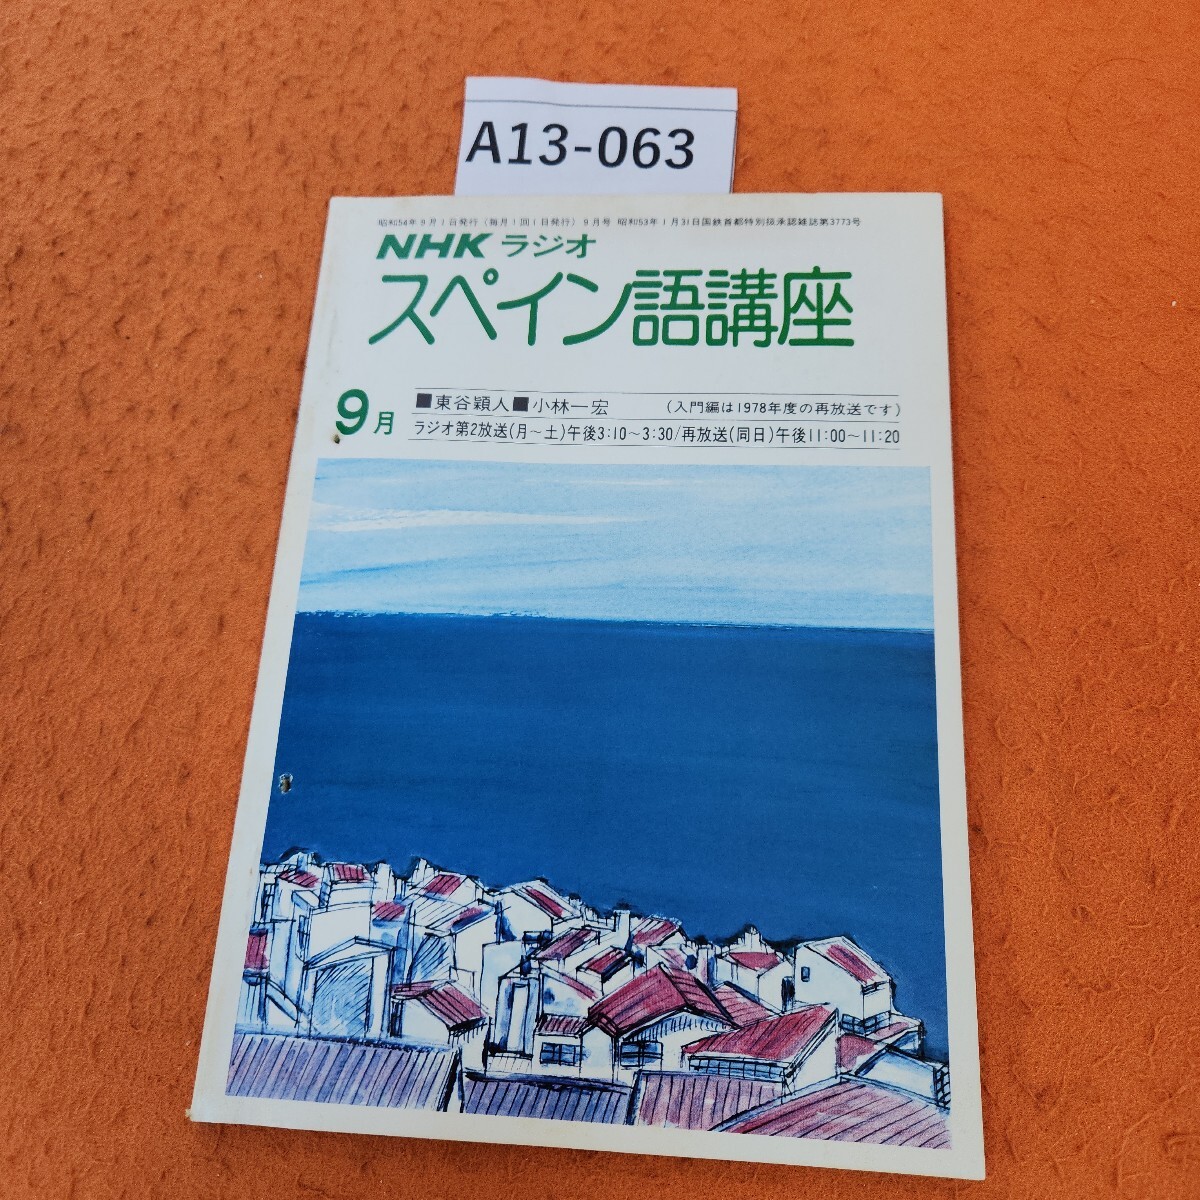 A13-063
昭和54年9月1日発行（毎月1回1日発行）9月号 昭和53年1月31日国鉄首都特別扱承認雑誌第3773号
NHK ラジオ
スペイン語講座
9月
■東谷穎人■小林一宏 （入門編は1978年度の再放送です）
ラジオ第2放送(月～土)午後3:10～3:30/再放送(同日)午後11:00～11:20